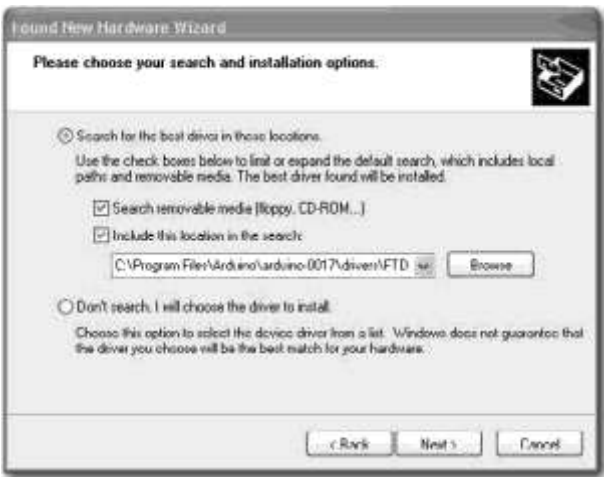 Found New Hardware Wizard
Please choose your search and installation options.
Search for the best driver in these locations.
Use the check boxes below to limit or expand the default search, which includes local
paths and removable media. The best driver found will be installed.
Search removable media (floppy, CD-ROM...)
Include this location in the search:
C:\Program Files\Arduino\arduino-0017\drivers\FTD
Browse
Don't search. I will choose the driver to install.
Choose this option to select the device driver from a list. Windows does not guarantee that
the driver you choose will be the best match for your hardware.
< Back
Next >
Cancel